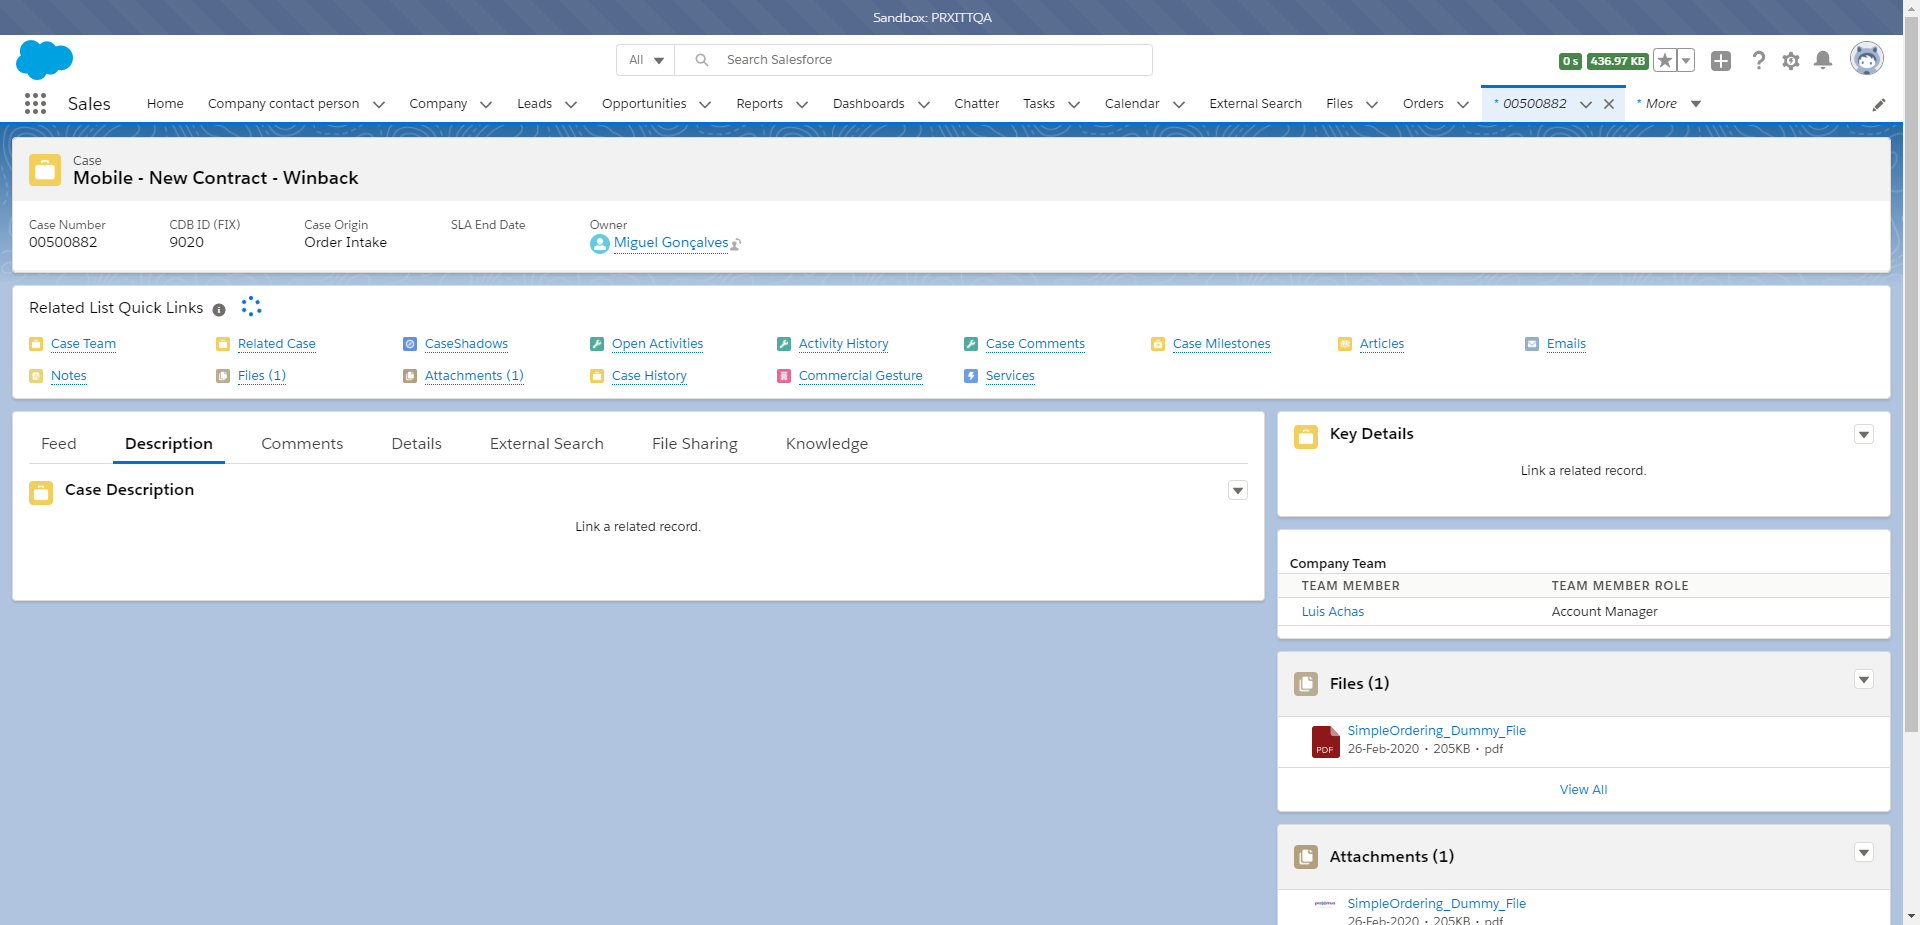 Sandbox: PRXITTQA
All
Search Salesforce
0 s 436.97 KB
Sales Home Company contact person Company Leads Opportunities Reports Dashboards Chatter Tasks Calendar External Search Files Orders * 00500882 * More
Case
Mobile - New Contract - Winback
Case Number CDB ID (FIX) Case Origin SLA End Date Owner
00500882 9020 Order Intake Miguel Gonçalves
Related List Quick Links
Case Team Related Case CaseShadows Open Activities Activity History Case Comments Case Milestones Articles Emails
Notes Files (1) Attachments (1) Case History Commercial Gesture Services
Feed Description Comments Details External Search File Sharing Knowledge
Case Description
Link a related record.
Key Details
Link a related record.
Company Team
TEAM MEMBER TEAM MEMBER ROLE
Luis Achas Account Manager
Files (1)
PDF
SimpleOrdering_Dummy_File
26-Feb-2020 • 205KB • pdf
View All
Attachments (1)
SimpleOrdering_Dummy_File
26-Feb-2020 • 205KB • pdf